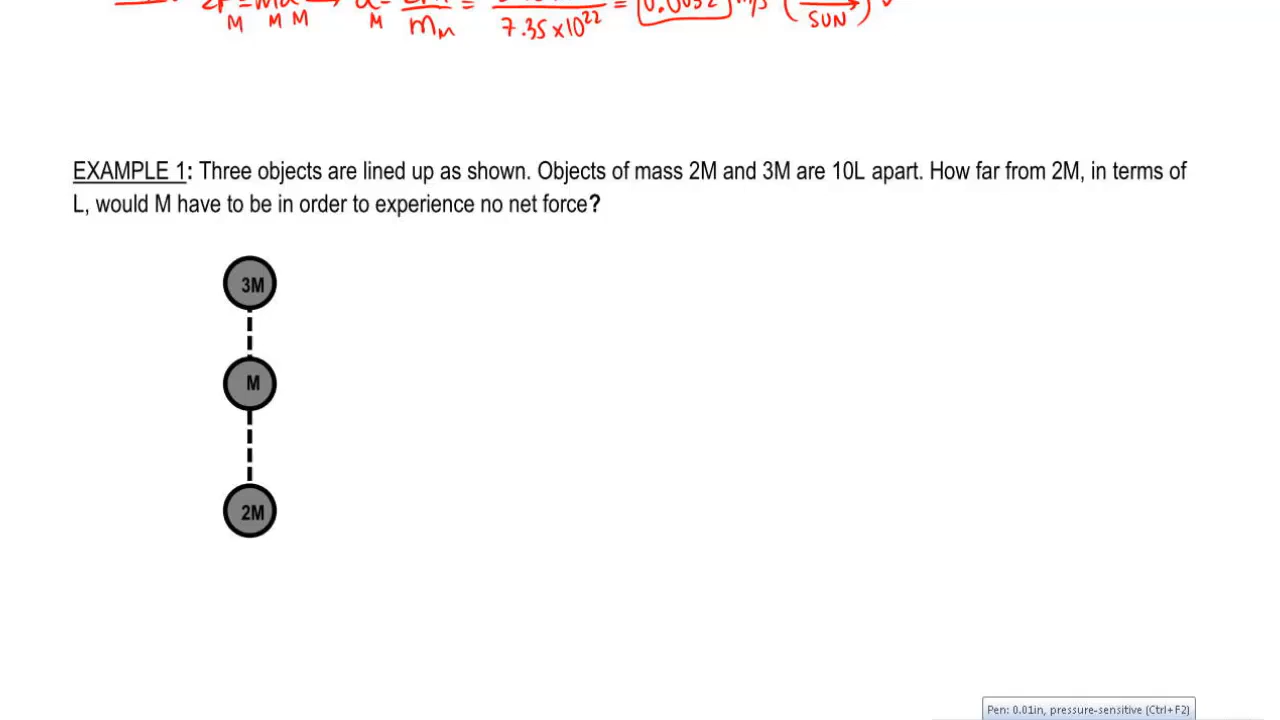 7.35 x 10²²
SUN
EXAMPLE 1: Three objects are lined up as shown. Objects of mass 2M and 3M are 10L apart. How far from 2M, in terms of
L, would M have to be in order to experience no net force?
3M
M
2M
Pen: 0.01in, pressure-sensitive (Ctrl+F2)